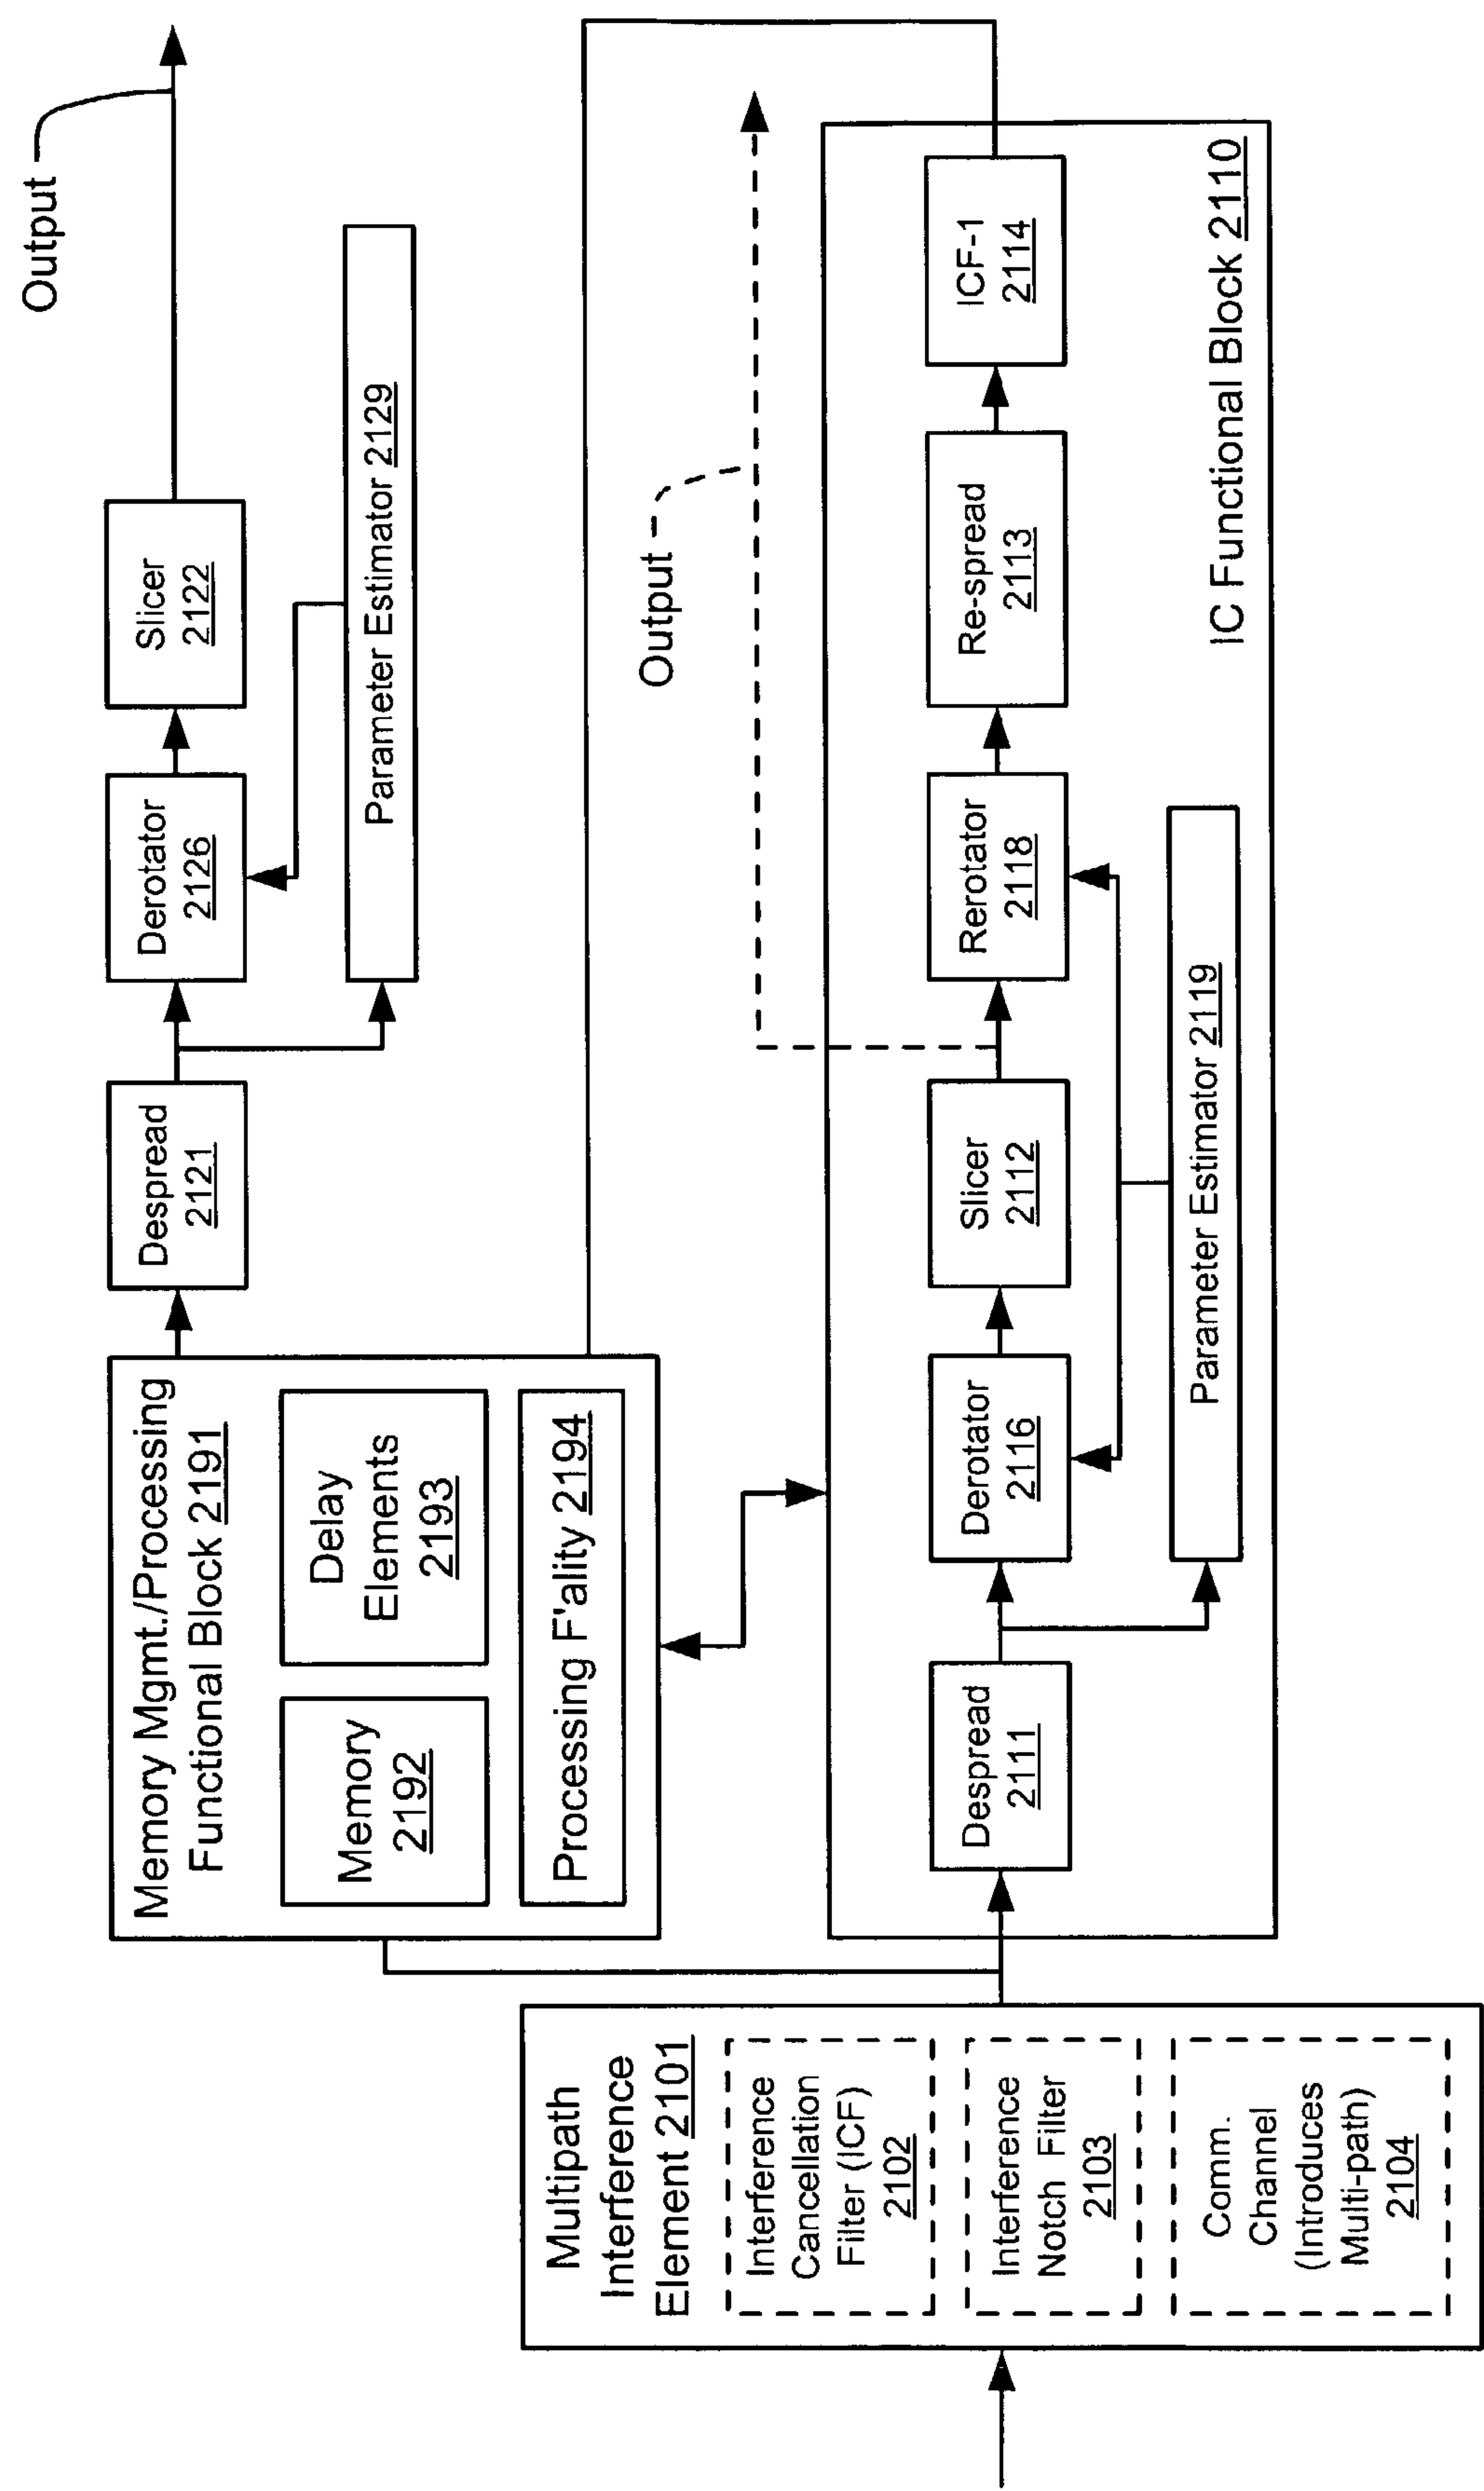 Output
Memory Mgmt./Processing
Functional Block 2191
Memory
2192
Delay
Elements
2193
Processing F'ality 2194
Despread
2121
Derotator
2126
Slicer
2122
Parameter Estimator 2129
Output
Multipath
Interference
Element 2101
Interference
Cancellation
Filter (ICF)
2102
Interference
Notch Filter
2103
Comm.
Channel
(Introduces
Multi-path)
2104
Despread
2111
Derotator
2116
Slicer
2112
Rerotator
2118
Re-spread
2113
ICF-1
2114
Parameter Estimator 2119
IC Functional Block 2110